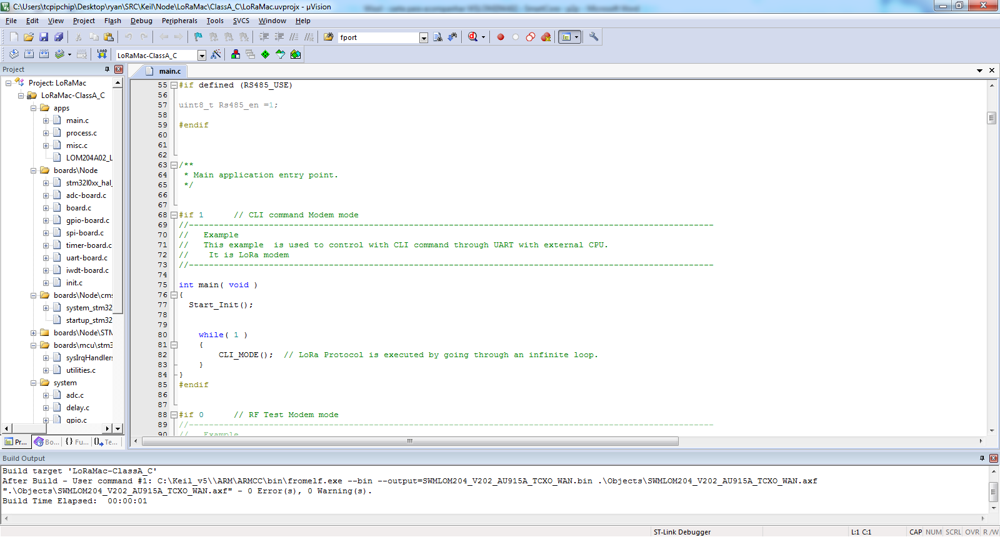 C:\Users\tcpipchip\Desktop\ryan\SRC\Keil\Node\LoRaMac\ClassA_C\LoRaMac.uvprojx - µVision
File Edit View Project Flash Debug Peripherals Tools SVCS Window Help
fport
LOAD LoRaMac-ClassA_C
Project
main.c
Project: LoRaMac
LoRaMac-ClassA_C
apps
main.c
process.c
misc.c
LOM204A02_L
boards\Node
stm32l0xx_hal_
adc-board.c
board.c
gpio-board.c
spi-board.c
timer-board.c
uart-board.c
iwdt-board.c
init.c
boards\Node\cms
system_stm32
startup_stm32
boards\Node\STN
boards\mcu\stm3
sysIrqHandlers
utilities.c
system
adc.c
delay.c
gpio.c
Pr... Bo... {} Fu... Te...
55 #if defined (RS485_USE)
56
57 uint8_t Rs485_en =1;
58
59 #endif
60
61
62
63 /**
64 * Main application entry point.
65 */
66
67
68 #if 1 // CLI command Modem mode
69 //---------------------------------------------------------------------------------------------------------
70 // Example
71 // This example  is used to control with CLI command through UART with external CPU.
72 // It is LoRa modem
73 //---------------------------------------------------------------------------------------------------------
74
75 int main( void )
76 {
77 Start_Init();
78
79
80 while( 1 )
81 {
82 CLI_MODE(); // LoRa Protocol is executed by going through an infinite loop.
83 }
84 }
85 #endif
86
87
88 #if 0 // RF Test Modem mode
89 //---------------------------------------------------------------------------------------------------------
90 // Example
Build Output
Build target 'LoRaMac-ClassA_C'
After Build - User command #1: C:\Keil_v5\\ARM\ARMCC\bin\fromelf.exe --bin --output=SWMLOM204_V202_AU915A_TCXO_WAN.bin .\Objects\SWMLOM204_V202_AU915A_TCXO_WAN.axf
".\Objects\SWMLOM204_V202_AU915A_TCXO_WAN.axf" - 0 Error(s), 0 Warning(s).
Build Time Elapsed:  00:00:01
ST-Link Debugger L:1 C:1 CAP NUM SCRL OVR R /W